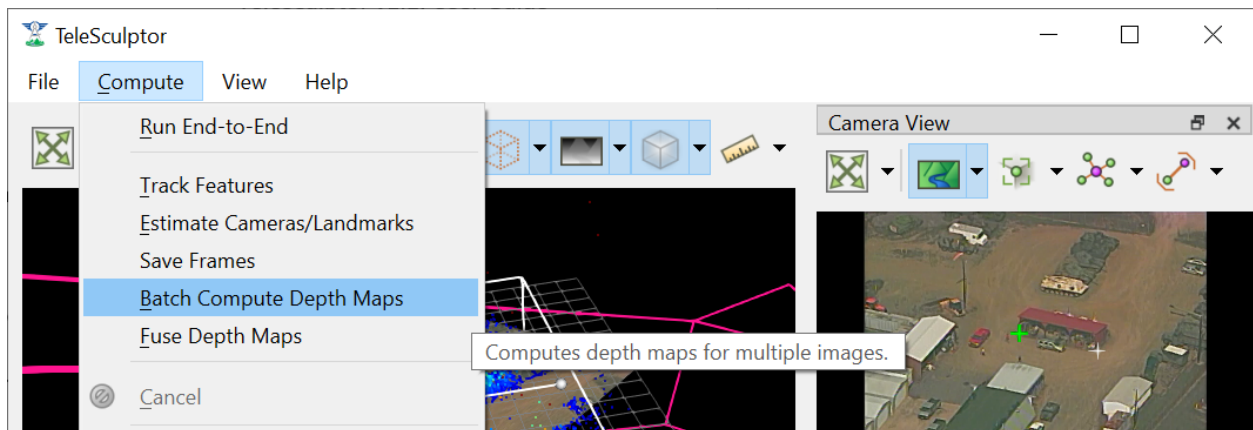 TeleSculptor
File Compute View Help
Run End-to-End
Track Features
Estimate Cameras/Landmarks
Save Frames
Batch Compute Depth Maps
Fuse Depth Maps
Cancel
Computes depth maps for multiple images.
Camera View